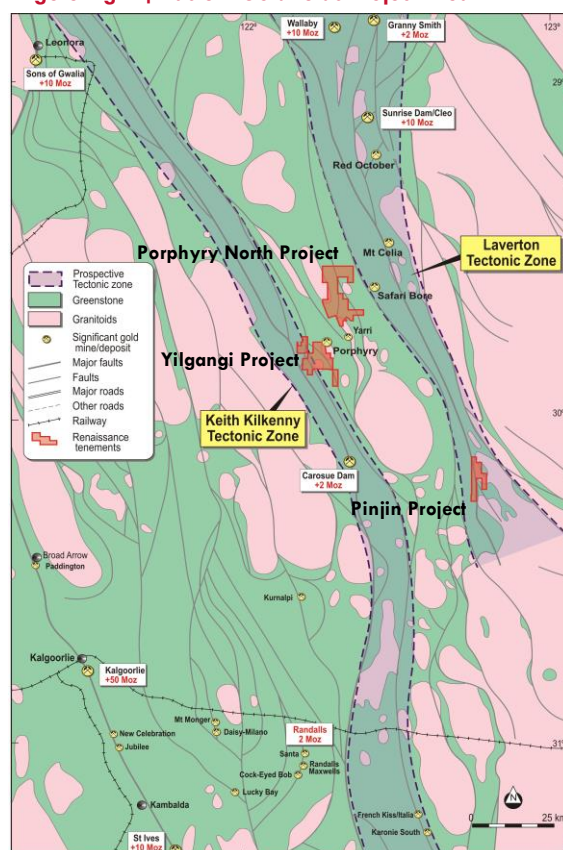 122°
123°
Wallaby
+10 Moz
Granny Smith
+2 Moz
Leonora
Sons of Gwalia
+10 Moz
29°
Sunrise Dam/Cleo
+10 Moz
Red October
Porphyry North Project
Mt Celia
Laverton
Tectonic Zone
Safari Bore
Prospective
Tectonic zone
Greenstone
Granitoids
Significant gold
mine/deposit
Major faults
Faults
Major roads
Other roads
Railway
Renaissance
tenements
Yarri
Porphyry
Yilgangi Project
Keith Kilkenny
Tectonic Zone
30°
Carosue Dam
+2 Moz
Pinjin Project
Broad Arrow
Paddington
Kurnalpi
Kalgoorlie
Kalgoorlie
+50 Moz
Mt Monger
Daisy-Milano
Randalls
2 Moz
New Celebration
Jubilee
31°
Santa
Randalls
Maxwells
Cock-Eyed Bob
Lucky Bay
Kambalda
French Kiss/Italia
Karonie South
St Ives
+10 Moz
N
0
25 km